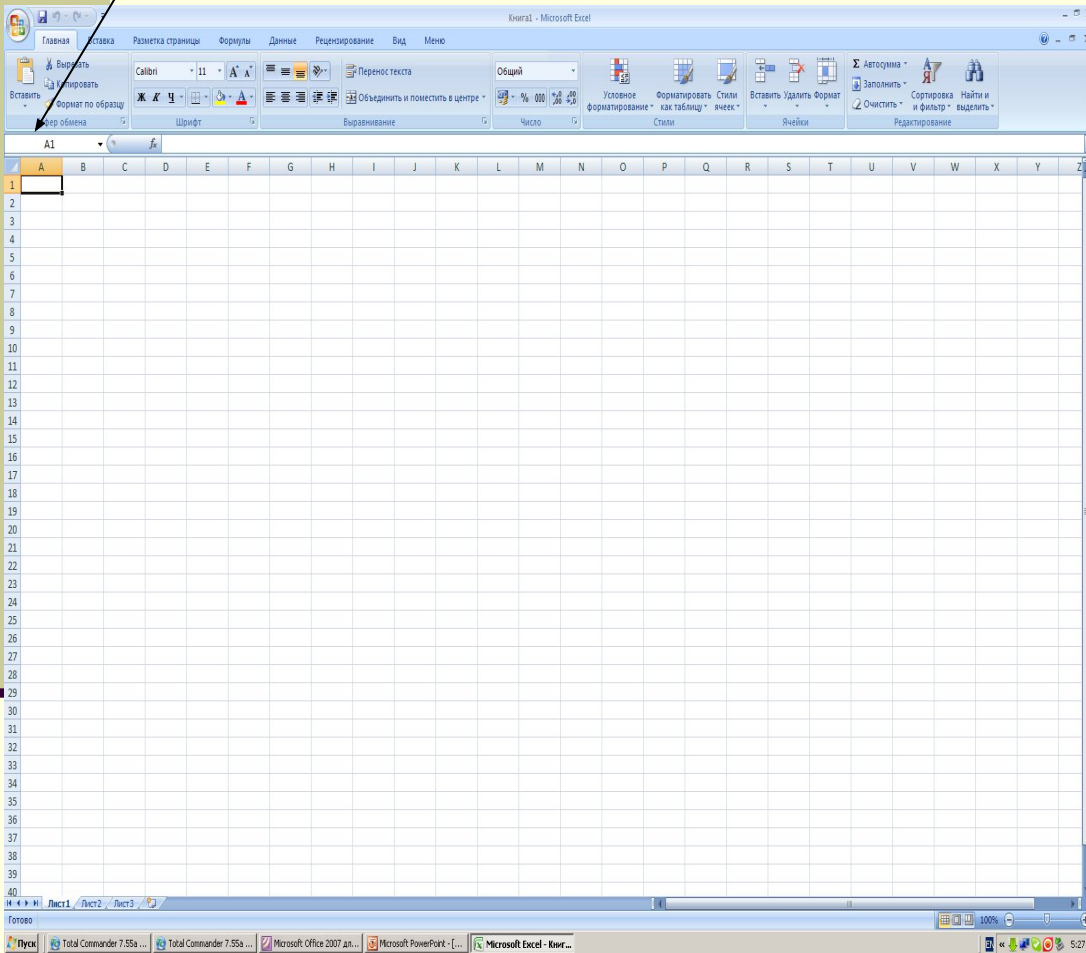 Книга1 - Microsoft Excel
Главная Вставка Разметка страницы Формулы Данные Рецензирование Вид Меню
Вставить
Вырезать
Копировать
Формат по образцу
Calibri 11
Ж К Ч
Перенос текста
Объединить и поместить в центре
Общий
% 000
Условное форматирование
Форматировать как таблицу
Стили ячеек
Вставить Удалить Формат
Σ Автосумма
Заполнить
Очистить
Сортировка и фильтр
Найти и выделить
Шрифт Выравнивание Число Стили Ячейки Редактирование
A1 fx
A B C D E F G H I J K L M N O P Q R S T U V W X Y Z
1
2
3
4
5
6
7
8
9
10
11
12
13
14
15
16
17
18
19
20
21
22
23
24
25
26
27
28
29
30
31
32
33
34
35
36
37
38
39
40
Лист1 Лист2 Лист3
Готово 100%
Пуск Total Commander 7.55a ... Total Commander 7.55a ... Microsoft Office 2007 дл... Microsoft PowerPoint - [... Microsoft Excel - Книг... EN « 5:27